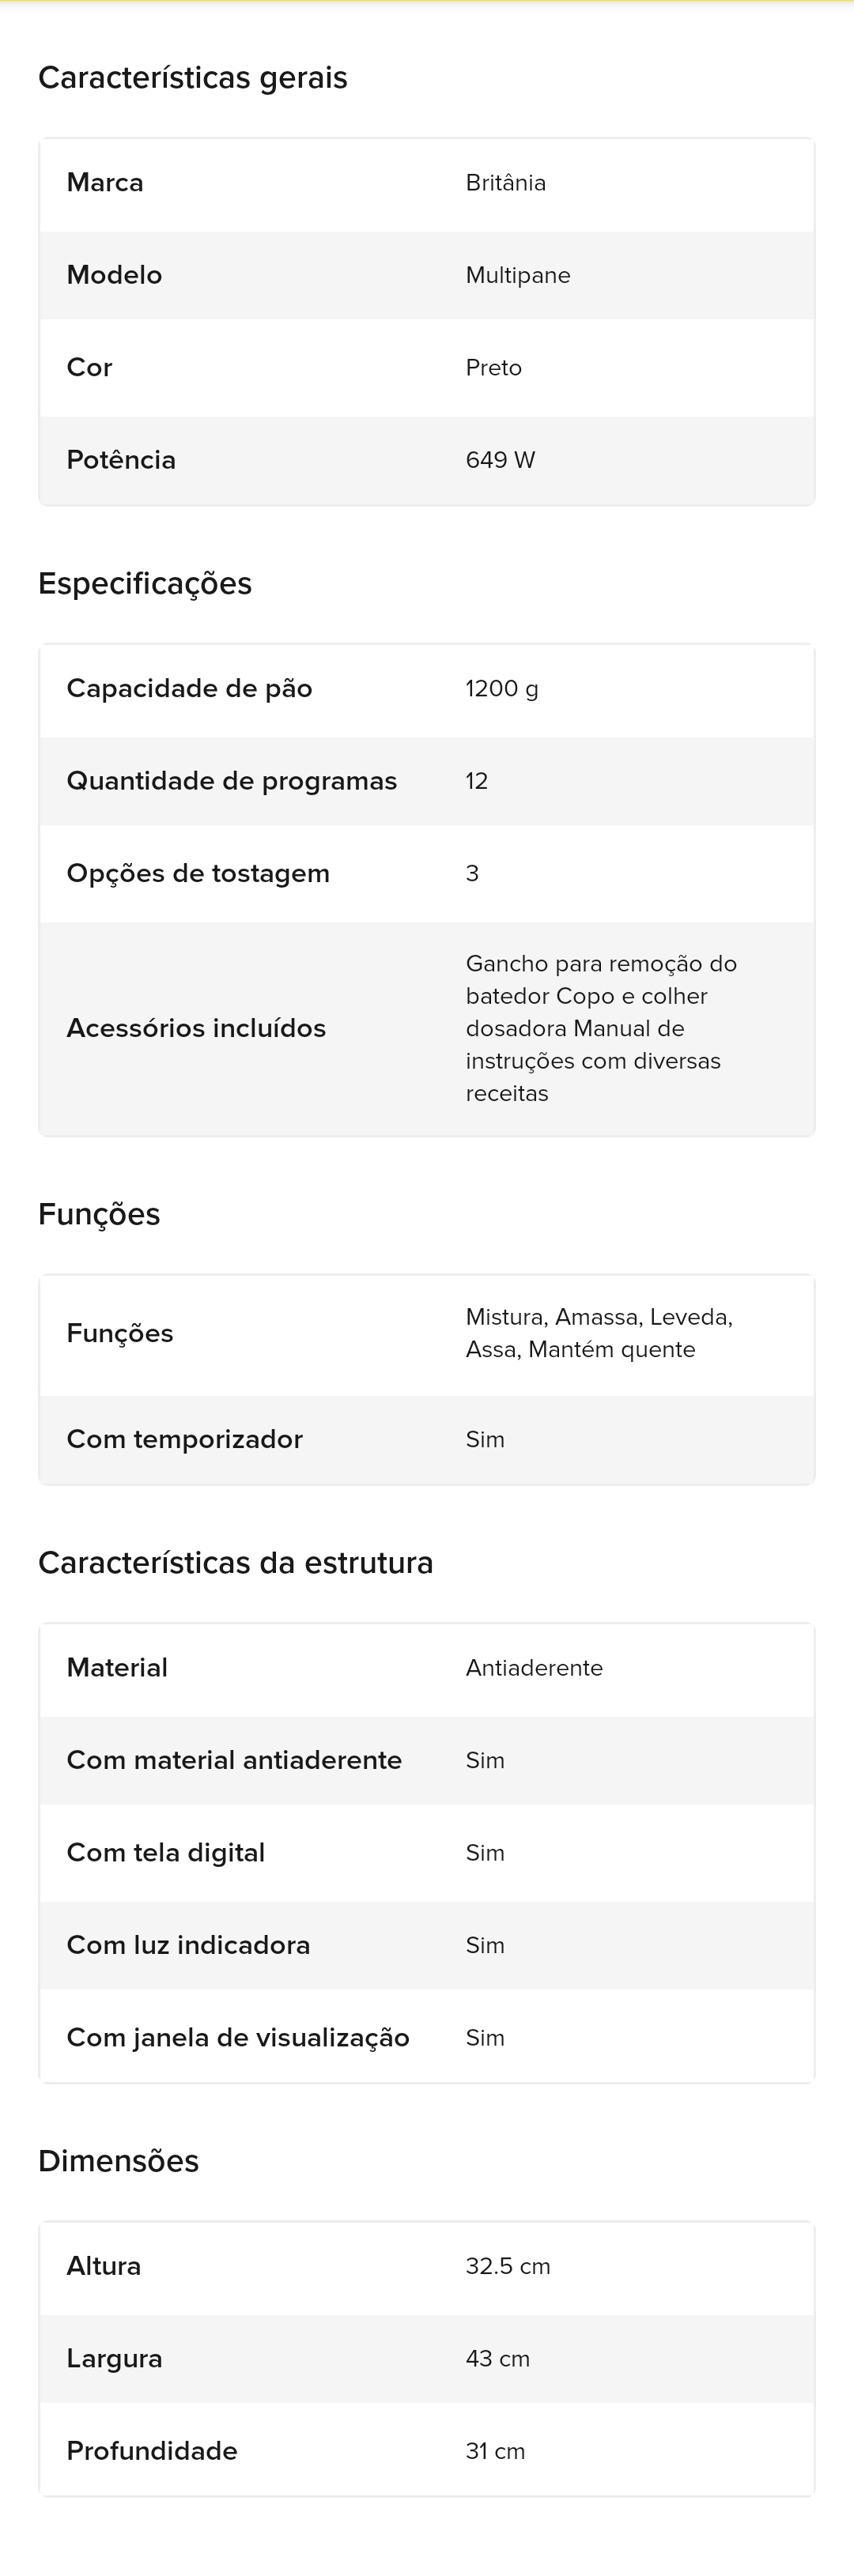 Características gerais
Marca Britânia
Modelo Multipane
Cor Preto
Potência 649 W
Especificações
Capacidade de pão 1200 g
Quantidade de programas 12
Opções de tostagem 3
Acessórios incluídos
Gancho para remoção do
batedor Copo e colher
dosadora Manual de
instruções com diversas
receitas
Funções
Funções
Mistura, Amassa, Leveda,
Assa, Mantém quente
Com temporizador Sim
Características da estrutura
Material Antiaderente
Com material antiaderente Sim
Com tela digital Sim
Com luz indicadora Sim
Com janela de visualização Sim
Dimensões
Altura 32.5 cm
Largura 43 cm
Profundidade 31 cm